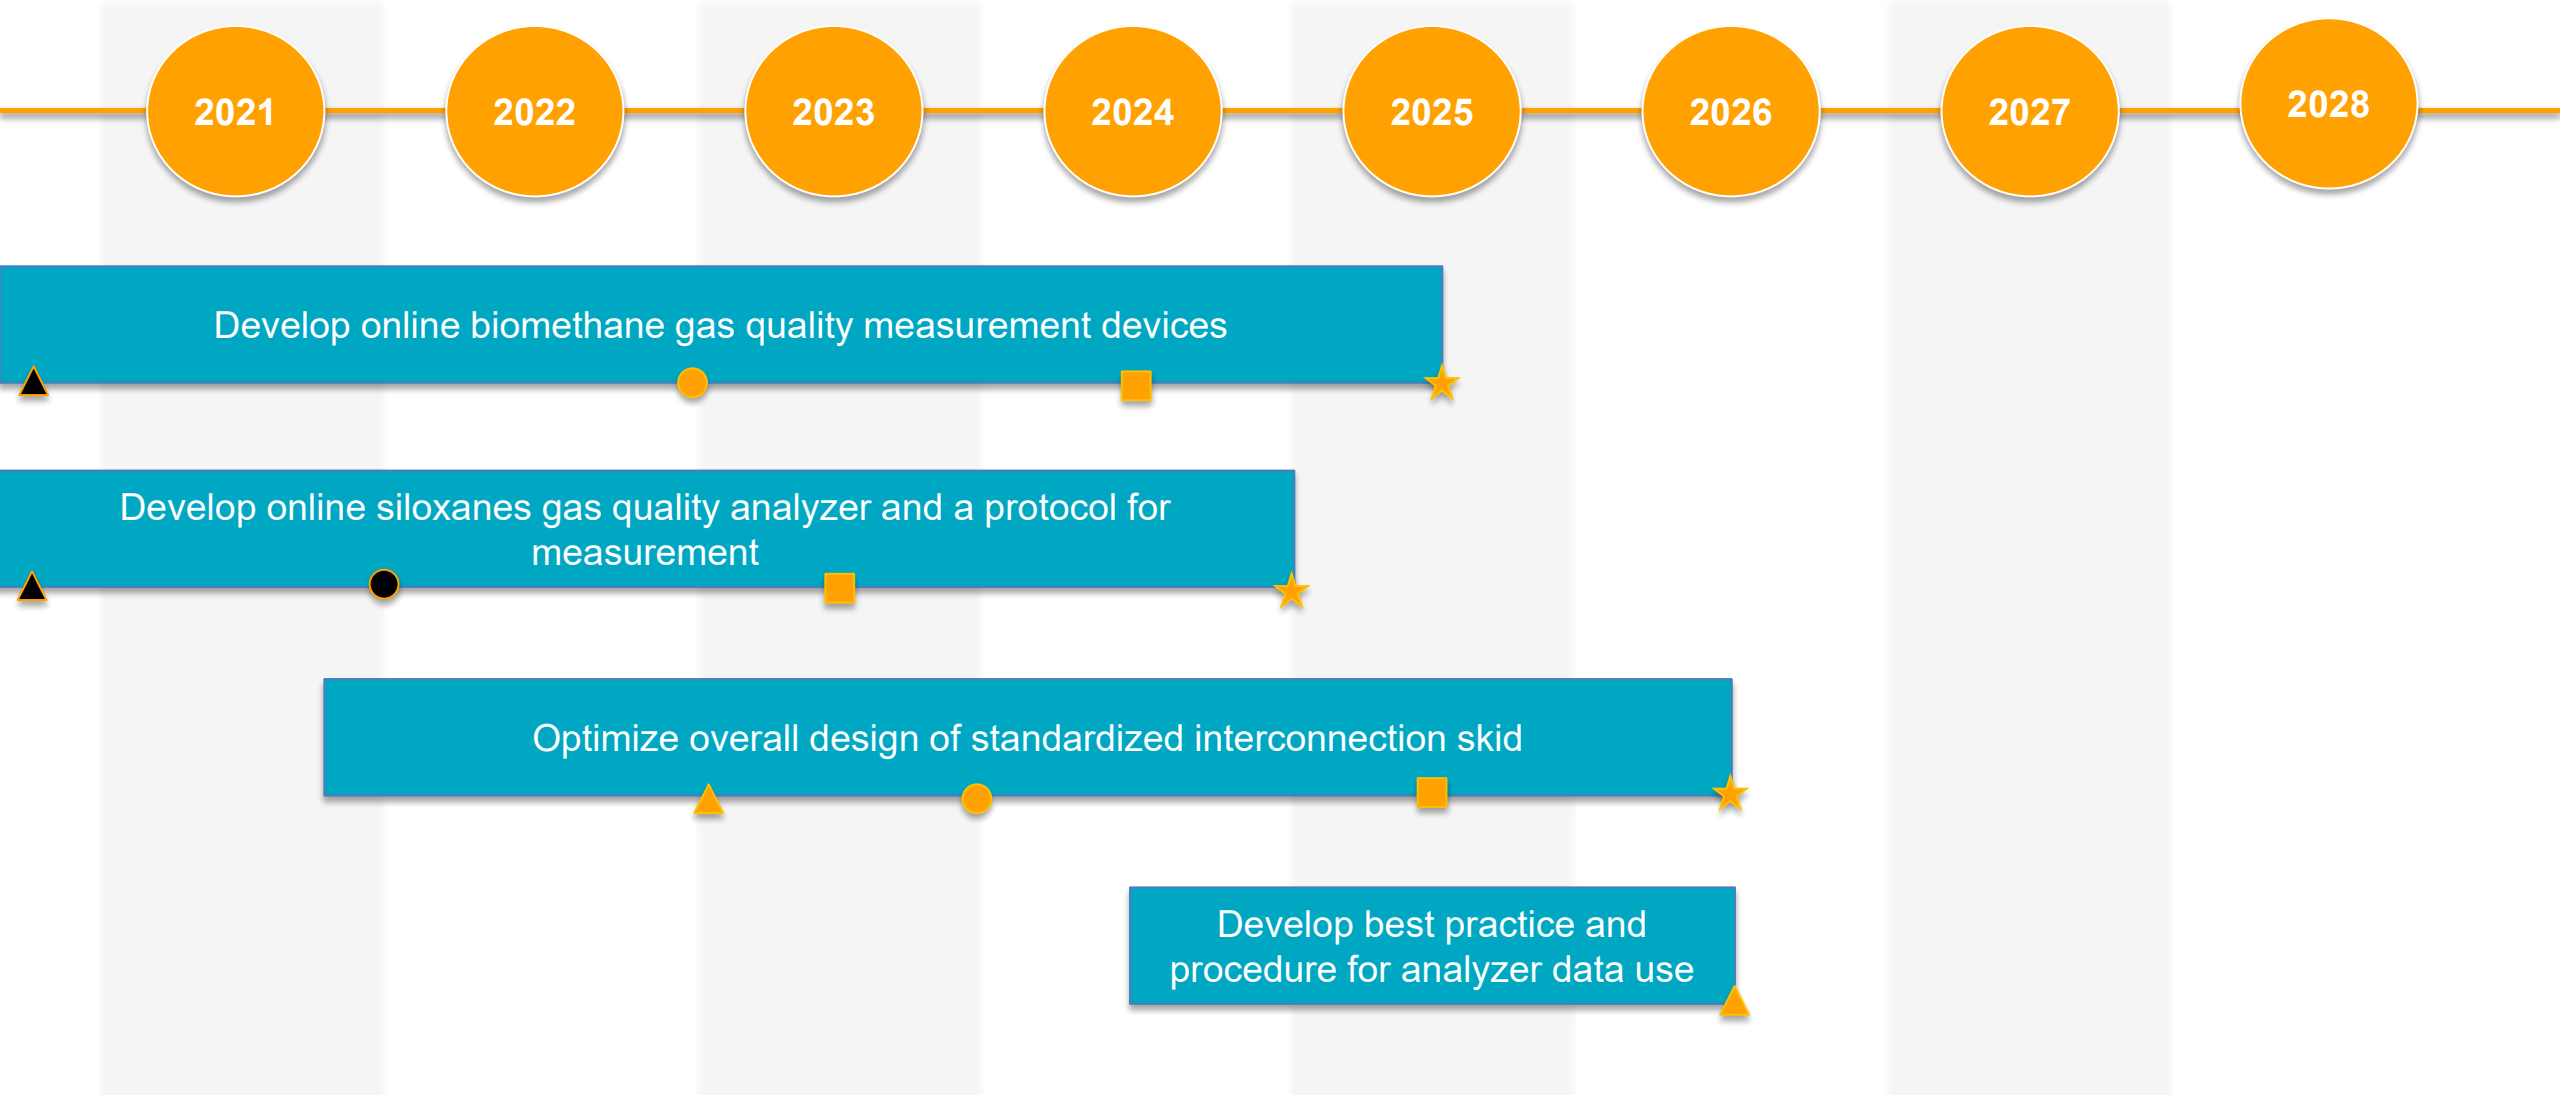 2021
2022
2023
2024
2025
2026
2027
2028
Develop online biomethane gas quality measurement devices
Develop online siloxanes gas quality analyzer and a protocol for
measurement
Optimize overall design of standardized interconnection skid
Develop best practice and
procedure for analyzer data use